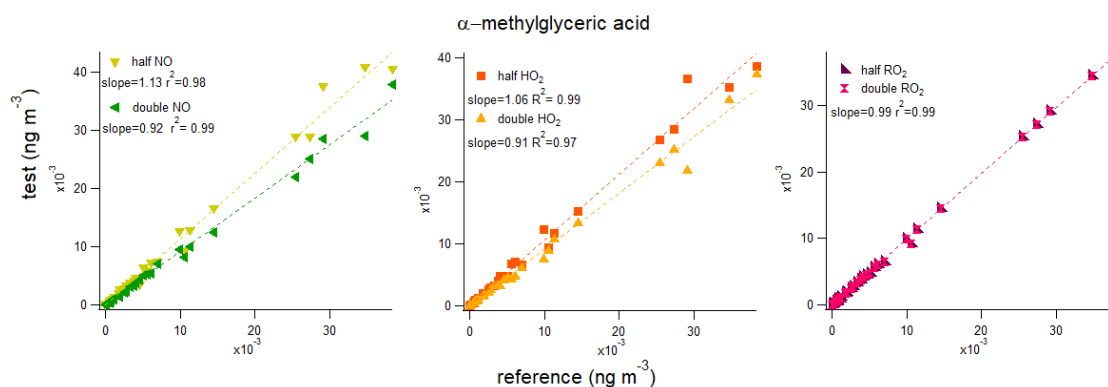 α−methylglyceric acid
test (ng m⁻³)
half NO
slope=1.13 r²=0.98
double NO
slope=0.92 r²=0.99
40
30
20
10
0
x10⁻³
0
10
20
30
x10⁻³
half HO₂
slope=1.06 R²= 0.99
double HO₂
slope=0.91 R²=0.97
40
30
20
10
0
x10⁻³
0
10
20
30
x10⁻³
half RO₂
double RO₂
slope=0.99 r²=0.99
30
20
10
0
x10⁻³
0
10
20
30
x10⁻³
reference (ng m⁻³)